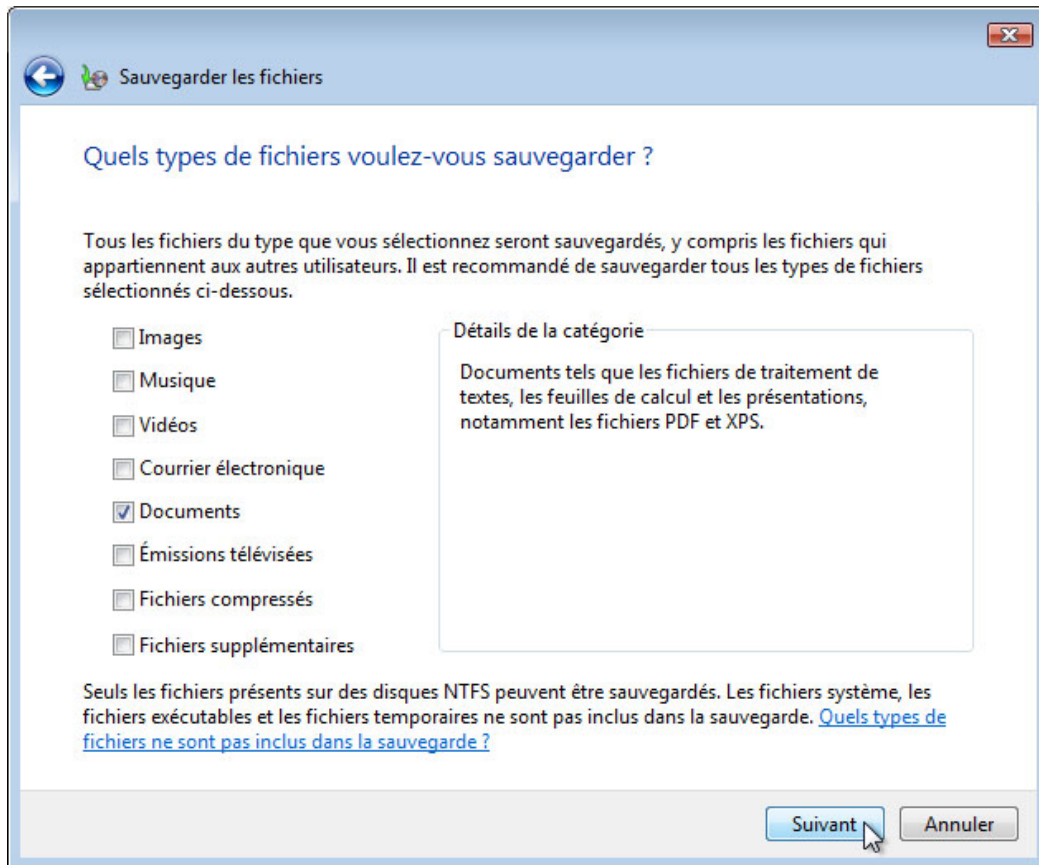 Sauvegarder les fichiers
Quels types de fichiers voulez-vous sauvegarder ?
Tous les fichiers du type que vous sélectionnez seront sauvegardés, y compris les fichiers qui
appartiennent aux autres utilisateurs. Il est recommandé de sauvegarder tous les types de fichiers
sélectionnés ci-dessous.
Images
Musique
Vidéos
Courrier électronique
Documents
Émissions télévisées
Fichiers compressés
Fichiers supplémentaires
Détails de la catégorie
Documents tels que les fichiers de traitement de
textes, les feuilles de calcul et les présentations,
notamment les fichiers PDF et XPS.
Seuls les fichiers présents sur des disques NTFS peuvent être sauvegardés. Les fichiers système, les
fichiers exécutables et les fichiers temporaires ne sont pas inclus dans la sauvegarde. Quels types de
fichiers ne sont pas inclus dans la sauvegarde ?
Suivant
Annuler